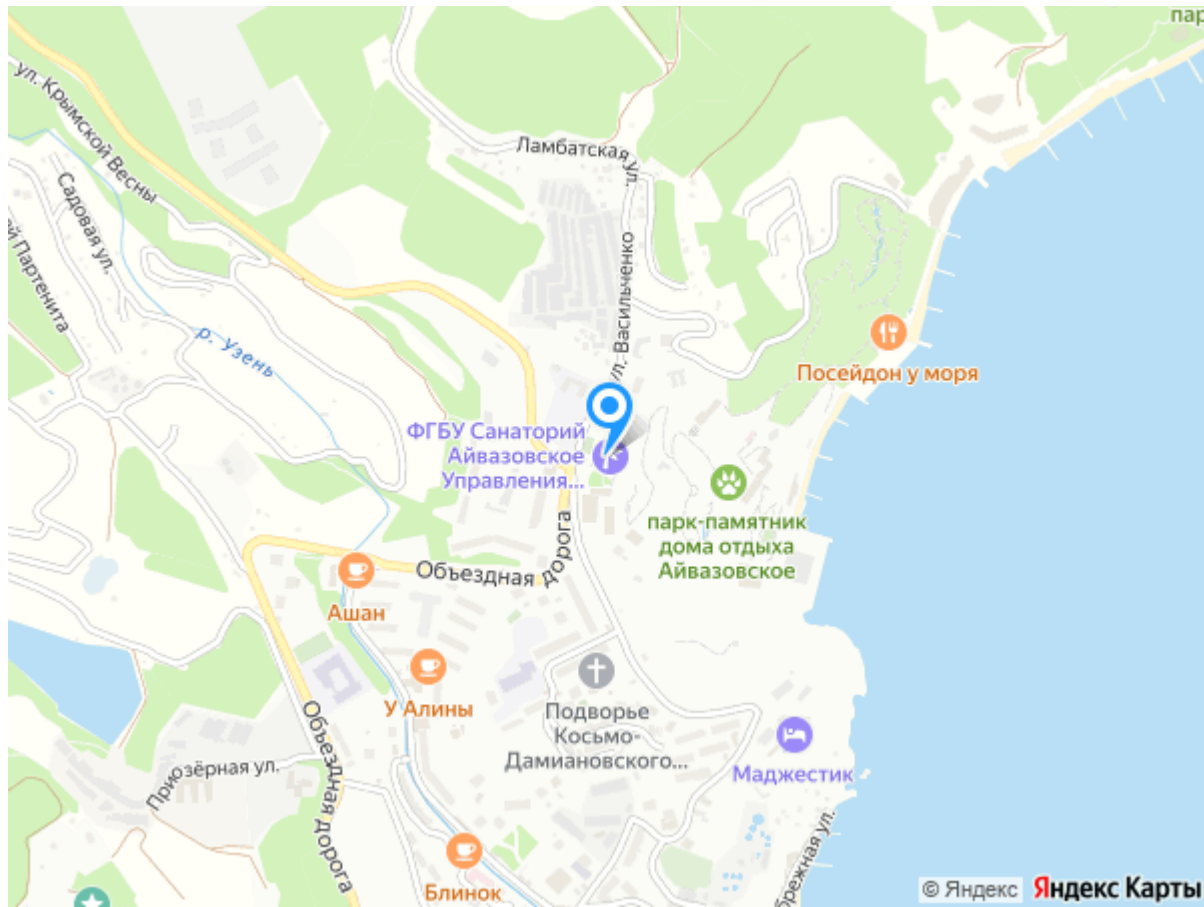 пар
ул. Крымской Весны
Ламбатская ул.
Садовая ул.
й Партенита
ул. Васильченко
р. Узень
Посейдон у моря
ФГБУ Санаторий
Айвазовское
Управления...
парк-памятник
дома отдыха
Айвазовское
Объездная дорога
Ашан
У Алины
Подворье
Косьмо-
Дамиановского...
Объездная дорога
Приозёрная ул.
Маджестик
брежная ул.
Блинок
© Яндекс Яндекс Карты